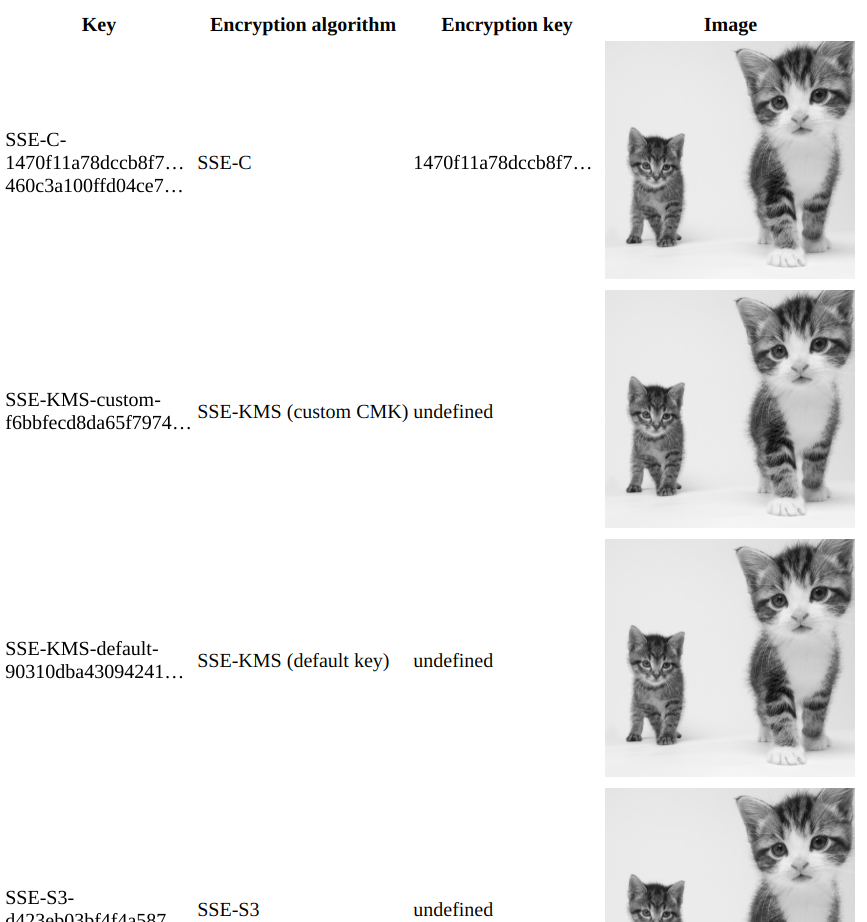 Key Encryption algorithm Encryption key Image
SSE-C-
1470f11a78dccb8f7… SSE-C 1470f11a78dccb8f7…
460c3a100ffd04ce7…
SSE-KMS-custom-
f6bbfecd8da65f7974… SSE-KMS (custom CMK) undefined
SSE-KMS-default-
90310dba43094241… SSE-KMS (default key) undefined
SSE-S3-
d423eb03bf4f4a587… SSE-S3 undefined